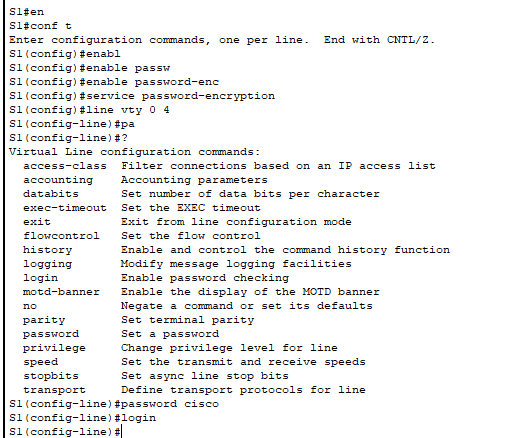 S1#en
S1#conf t
Enter configuration commands, one per line.  End with CNTL/Z.
S1(config)#enabl
S1(config)#enable passw
S1(config)#enable password-enc
S1(config)#service password-encryption
S1(config)#line vty 0 4
S1(config-line)#pa
S1(config-line)#?
Virtual Line configuration commands:
  access-class  Filter connections based on an IP access list
  accounting    Accounting parameters
  databits      Set number of data bits per character
  exec-timeout  Set the EXEC timeout
  exit          Exit from line configuration mode
  flowcontrol   Set the flow control
  history       Enable and control the command history function
  logging       Modify message logging facilities
  login         Enable password checking
  motd-banner   Enable the display of the MOTD banner
  no            Negate a command or set its defaults
  parity        Set terminal parity
  password      Set a password
  privilege     Change privilege level for line
  speed         Set the transmit and receive speeds
  stopbits      Set async line stop bits
  transport     Define transport protocols for line
S1(config-line)#password cisco
S1(config-line)#login
S1(config-line)#